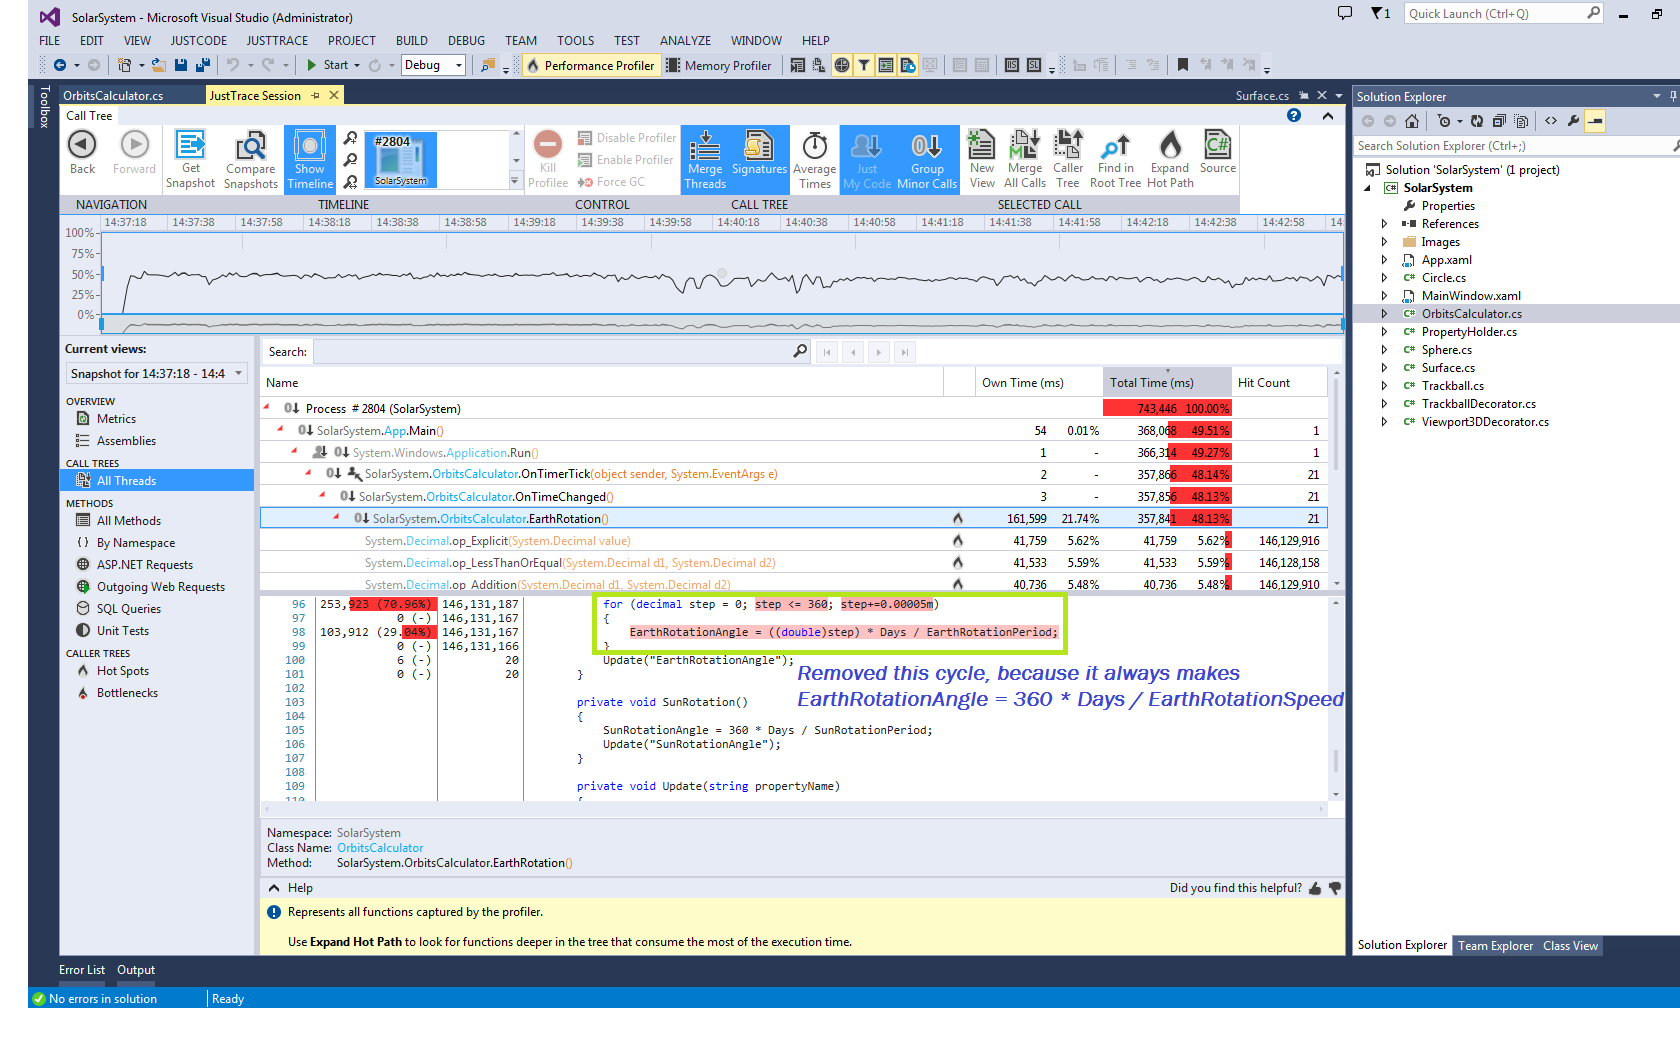 SolarSystem - Microsoft Visual Studio (Administrator)
1
Quick Launch (Ctrl+Q)
FILE EDIT VIEW JUSTCODE JUSTTRACE PROJECT BUILD DEBUG TEAM TOOLS TEST ANALYZE WINDOW HELP
Start Debug Performance Profiler Memory Profiler
Toolbox
OrbitsCalculator.cs JustTrace Session Surface.cs
Call Tree
Back Forward Get Snapshot Compare Snapshots Show Timeline
#2804
SolarSystem
Kill Profilee Disable Profiler Enable Profiler Force GC
Merge Threads Signatures Average Times Just My Code Group Minor Calls New View Merge All Calls Caller Tree Find in Root Tree Expand Hot Path Source
NAVIGATION TIMELINE CONTROL CALL TREE SELECTED CALL
14:37:18 14:37:38 14:37:58 14:38:18 14:38:38 14:38:58 14:39:18 14:39:38 14:39:58 14:40:18 14:40:38 14:40:58 14:41:18 14:41:38 14:41:58 14:42:18 14:42:38 14:42:58 14:
100%
75%
50%
25%
0%
Current views:
Snapshot for 14:37:18 - 14:4
OVERVIEW
Metrics
Assemblies
CALL TREES
All Threads
METHODS
All Methods
By Namespace
ASP.NET Requests
Outgoing Web Requests
SQL Queries
Unit Tests
CALLER TREES
Hot Spots
Bottlenecks
Search:
Name Own Time (ms) Total Time (ms) Hit Count
Process # 2804 (SolarSystem) 743,446 100.00%
SolarSystem.App.Main() 54 0.01% 368,068 49.51% 1
System.Windows.Application.Run() 1 - 366,314 49.27% 1
SolarSystem.OrbitsCalculator.OnTimerTick(object sender, System.EventArgs e) 2 - 357,866 48.14% 21
SolarSystem.OrbitsCalculator.OnTimeChanged() 3 - 357,856 48.13% 21
SolarSystem.OrbitsCalculator.EarthRotation() 161,599 21.74% 357,841 48.13% 21
System.Decimal.op_Explicit(System.Decimal value) 41,759 5.62% 41,759 5.62% 146,129,916
System.Decimal.op_LessThanOrEqual(System.Decimal d1, System.Decimal d2) 41,533 5.59% 41,533 5.59% 146,128,158
System.Decimal.op_Addition(System.Decimal d1, System.Decimal d2) 40,736 5.48% 40,736 5.48% 146,129,910
96 253,923 (70.96%) 146,131,187 for (decimal step = 0; step <= 360; step+=0.00005m)
97 0 (-) 146,131,167 {
98 103,912 (29.04%) 146,131,167 EarthRotationAngle = ((double)step) * Days / EarthRotationPeriod;
99 0 (-) 146,131,166 }
100 6 (-) 20 Update("EarthRotationAngle");
101 0 (-) 20 }
102
103 private void SunRotation()
104 {
105 SunRotationAngle = 360 * Days / SunRotationPeriod;
106 Update("SunRotationAngle");
107 }
108
109 private void Update(string propertyName)
110 {
Removed this cycle, because it always makes
EarthRotationAngle = 360 * Days / EarthRotationSpeed
Namespace: SolarSystem
Class Name: OrbitsCalculator
Method: SolarSystem.OrbitsCalculator.EarthRotation()
Help Did you find this helpful?
Represents all functions captured by the profiler.
Use Expand Hot Path to look for functions deeper in the tree that consume the most of the execution time.
Solution Explorer
Search Solution Explorer (Ctrl+;)
Solution 'SolarSystem' (1 project)
C# SolarSystem
Properties
References
Images
App.xaml
C# Circle.cs
MainWindow.xaml
C# OrbitsCalculator.cs
C# PropertyHolder.cs
C# Sphere.cs
C# Surface.cs
C# Trackball.cs
C# TrackballDecorator.cs
C# Viewport3DDecorator.cs
Solution Explorer Team Explorer Class View
Error List Output
No errors in solution Ready